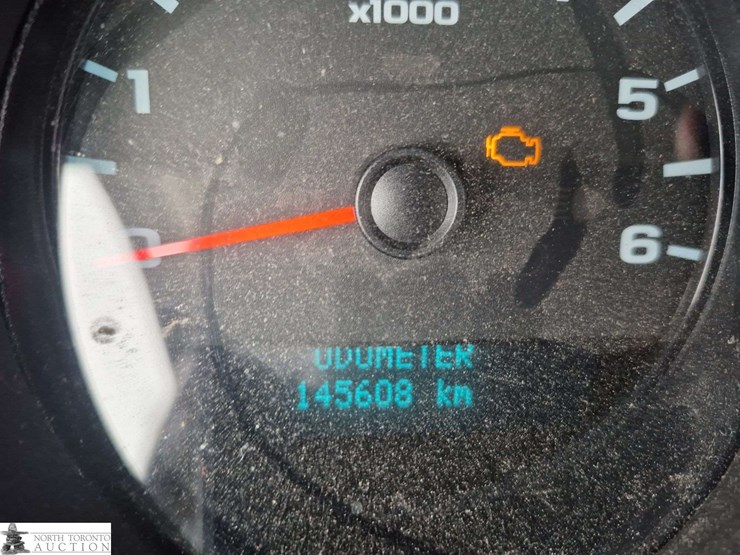 x1000
1
5
0
6
ODOMETER
145608 km
NORTH TORONTO
AUCTION